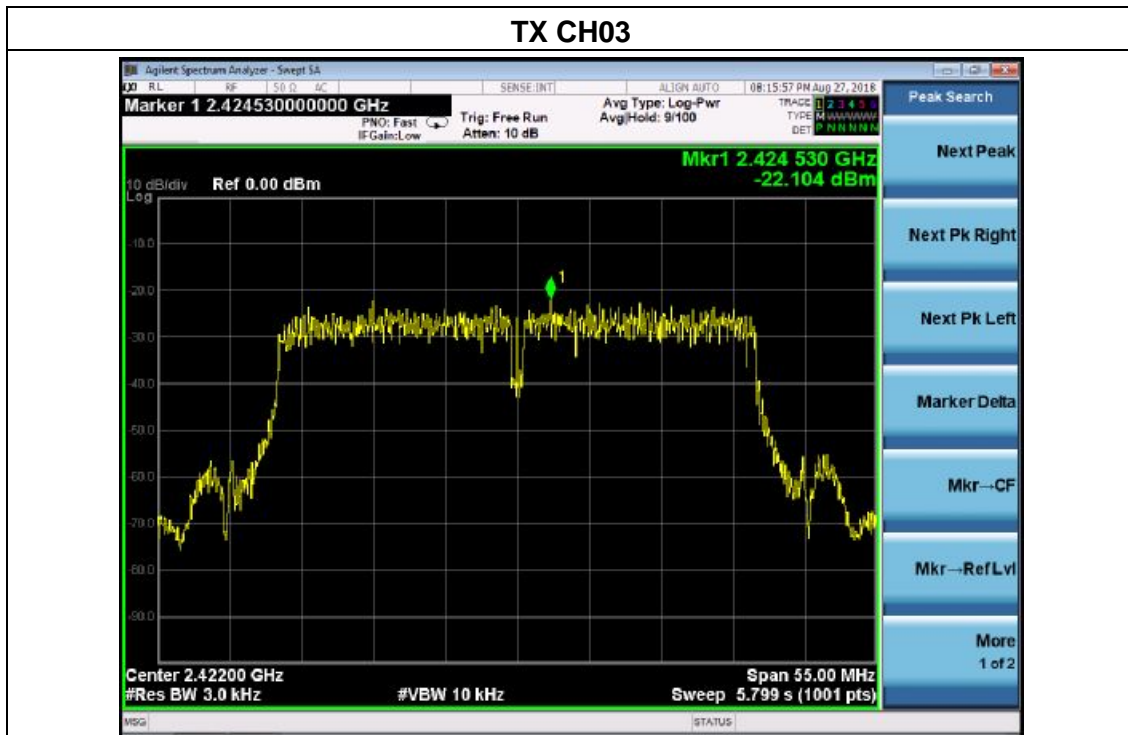 TX CH03
Agilent Spectrum Analyzer - Swept SA
RL RF 50 Ω AC SENSE:INT ALIGN AUTO 08:15:57 PM Aug 27, 2018
Marker 1 2.424530000000 GHz
PNO: Fast
IFGain:Low
Trig: Free Run
Atten: 10 dB
Avg Type: Log-Pwr
Avg|Hold: 9/100
TRACE 1 2 3 4 5 6
TYPE M WWWWW
DET P NNNNN
Peak Search
Mkr1 2.424 530 GHz
-22.104 dBm
10 dB/div Ref 0.00 dBm
Log
-10.0
-20.0
-30.0
-40.0
-50.0
-60.0
-70.0
-80.0
-90.0
1
Center 2.42200 GHz
Span 55.00 MHz
#Res BW 3.0 kHz
#VBW 10 kHz
Sweep 5.799 s (1001 pts)
Next Peak
Next Pk Right
Next Pk Left
Marker Delta
Mkr→CF
Mkr→RefLvl
More
1 of 2
MSG
STATUS